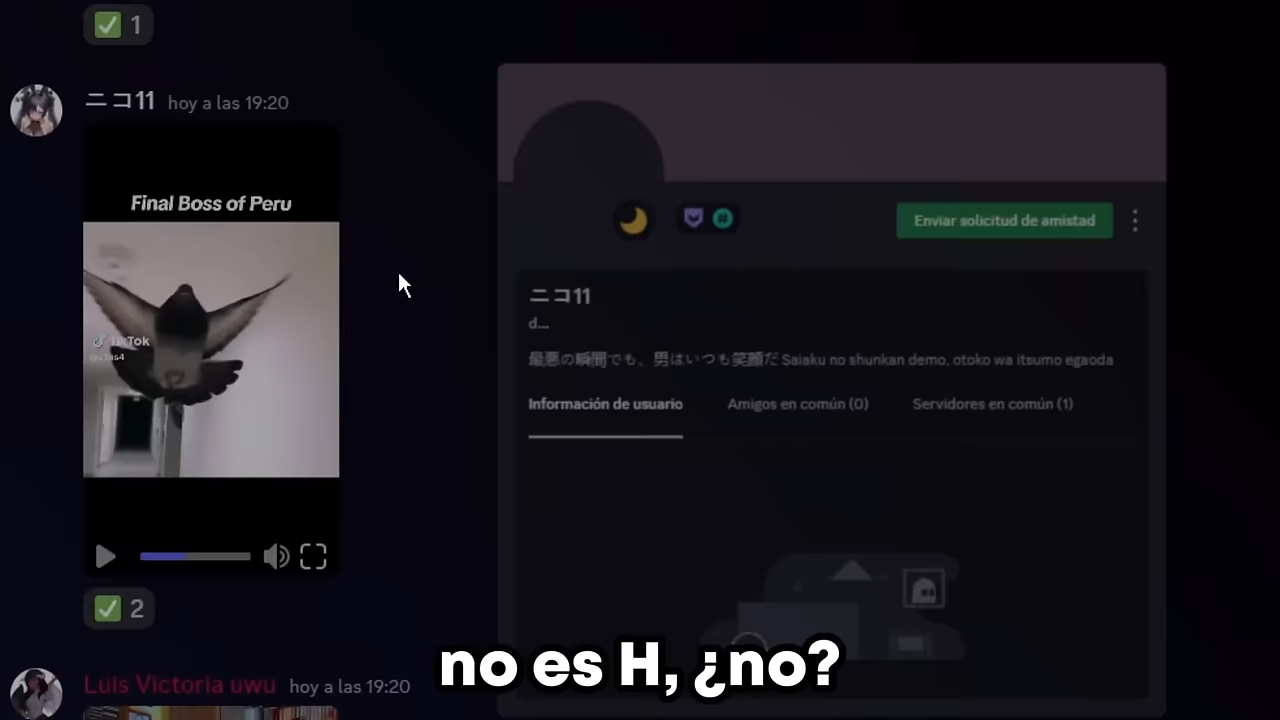 1
ニコ11 hoy a las 19:20
Final Boss of Peru
TikTok
2
Luis Victoria uwu hoy a las 19:20
Enviar solicitud de amistad
ニコ11
d...
最悪の瞬間でも、男はいつも笑顔だ Saiaku no shunkan demo, otoko wa itsumo egaoda
Información de usuario Amigos en común (0) Servidores en común (1)
no es H, ¿no?